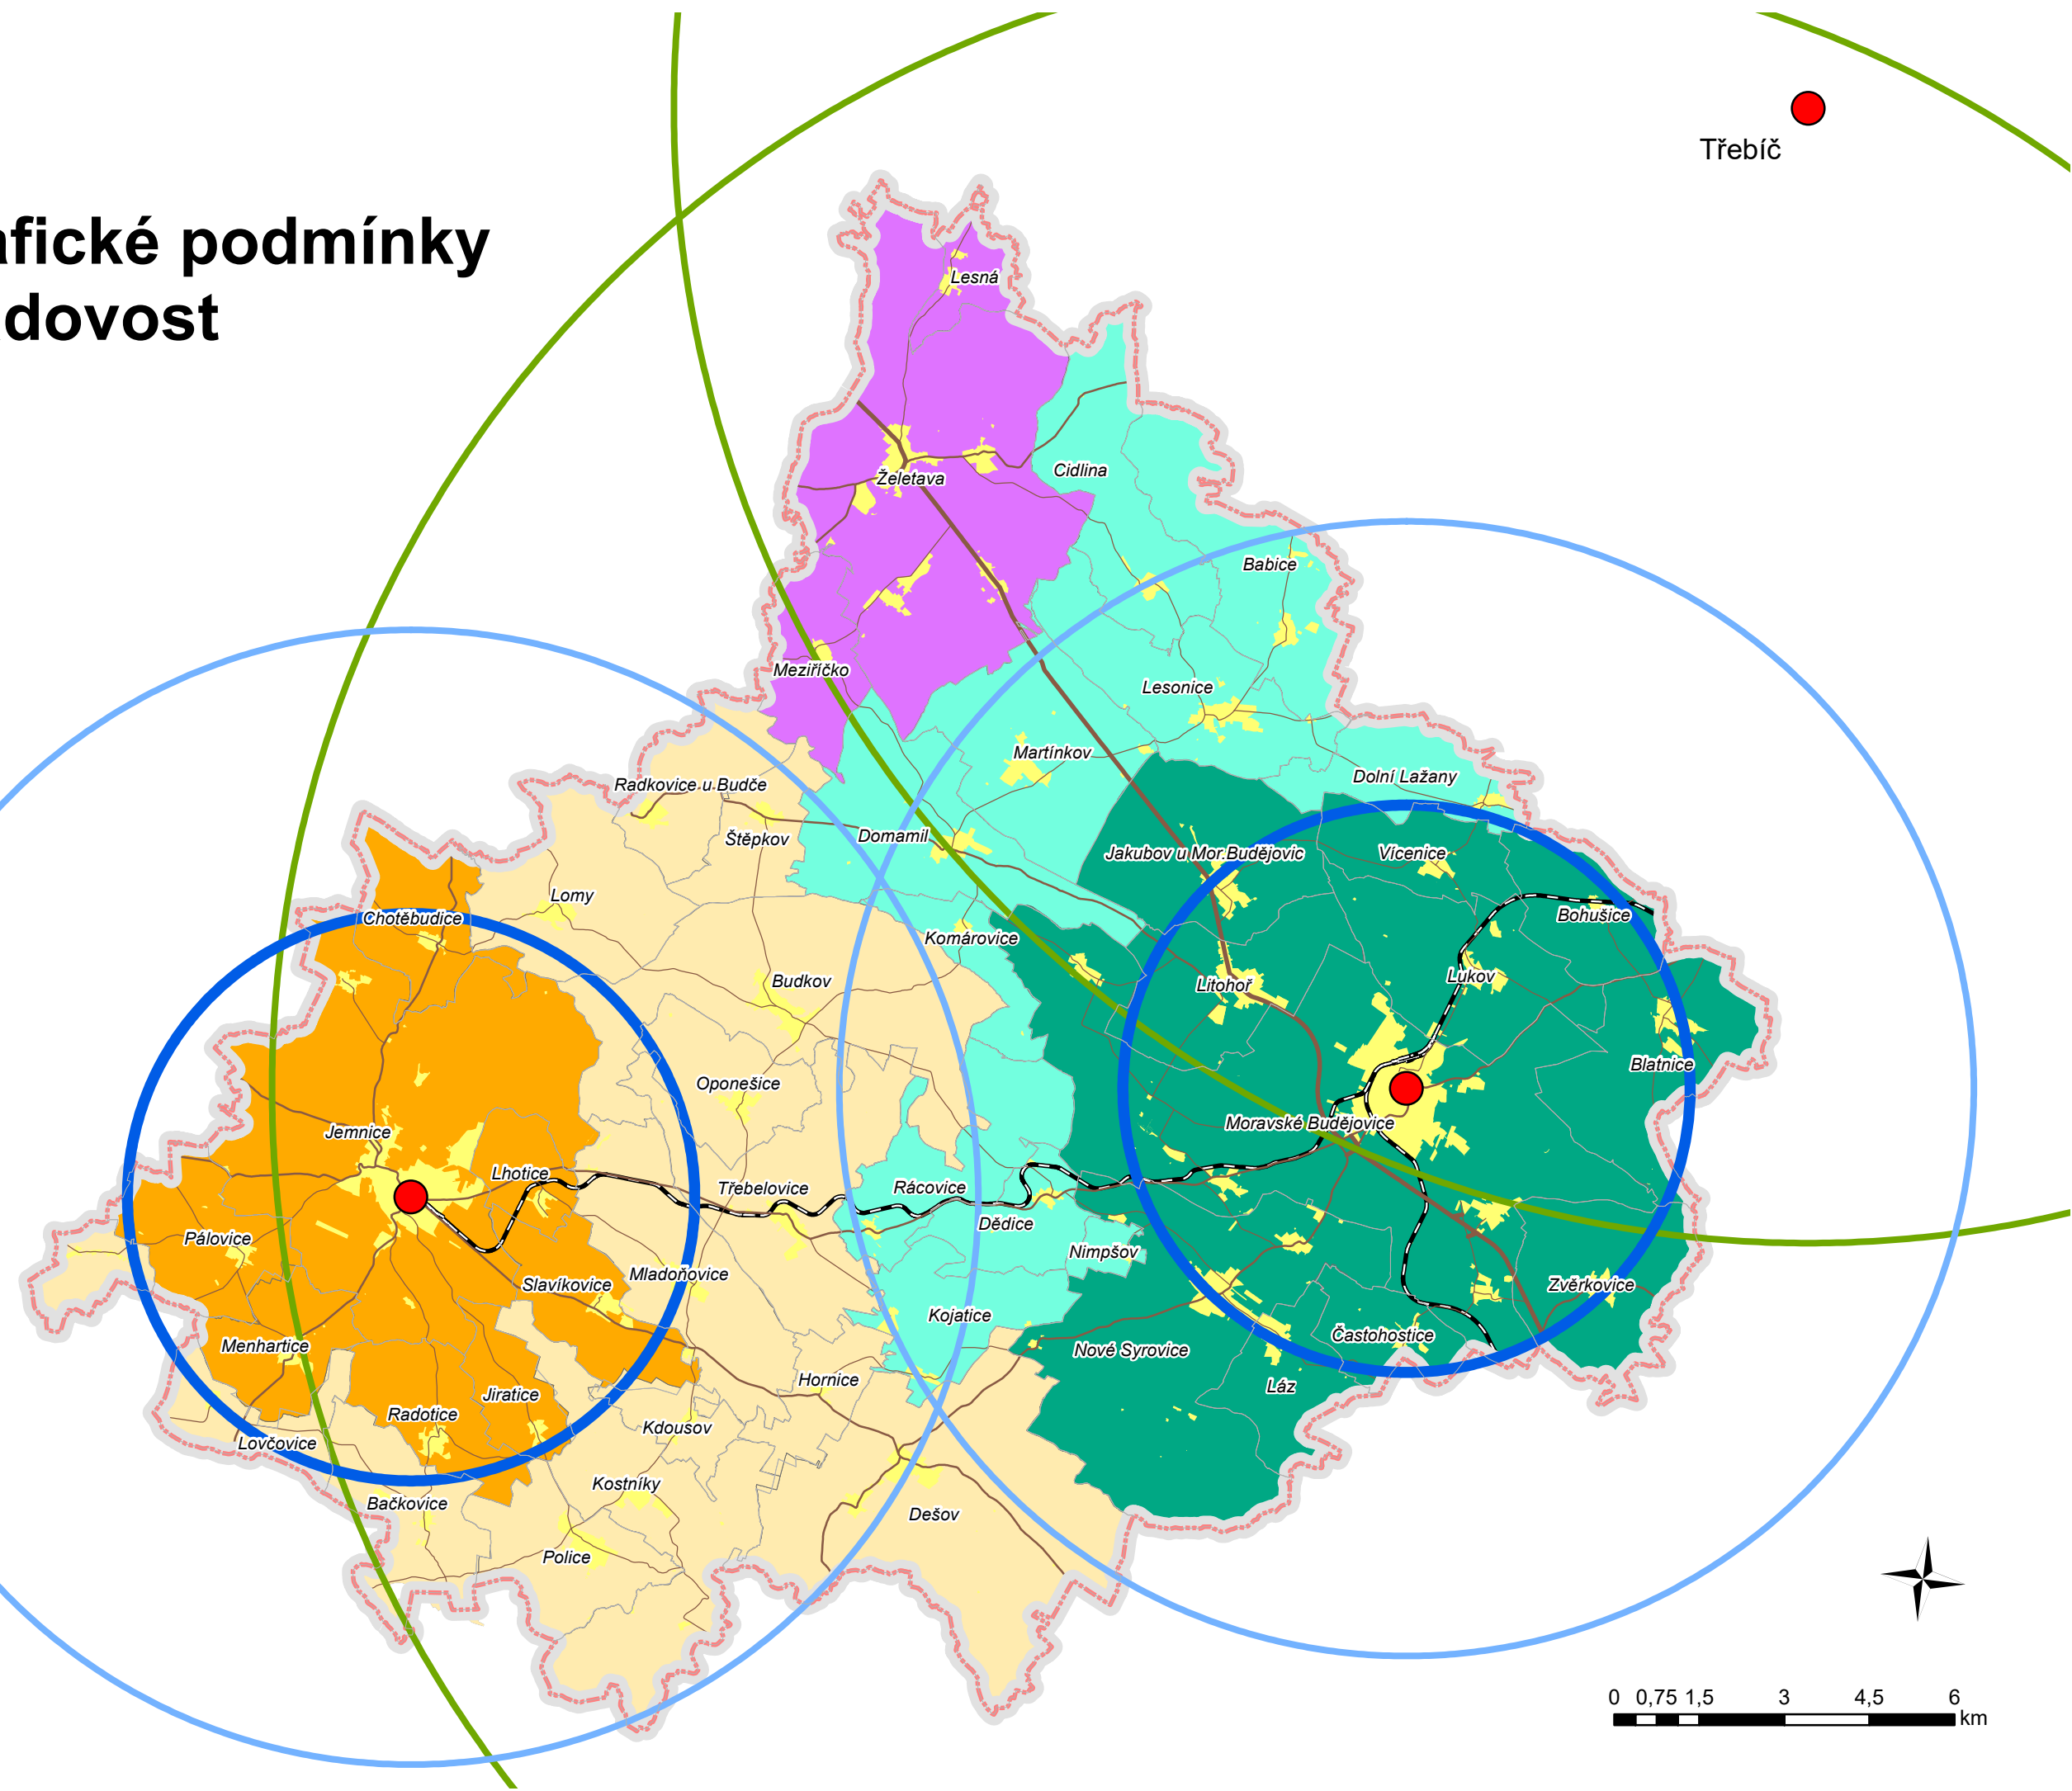 Třebíč
afické podmínky
dovost
Lesná
Cidlina
Želetava
Babice
Meziříčko
Lesonice
Martínkov
Dolní Lažany
Radkovice u Budče
Štěpkov
Domamil
Jakubov u Mor.Budějovic
Vícenice
Lomy
Chotěbudice
Bohušice
Komárovice
Budkov
Litohoř
Lukov
Blatnice
Oponešice
Moravské Budějovice
Jemnice
Lhotice
Třebelovice
Rácovice
Dědice
Pálovice
Nimpšov
Mladoňovice
Slavíkovice
Zvěrkovice
Kojatice
Častohostice
Menhartice
Nové Syrovice
Hornice
Láz
Jiratice
Radotice
Kdousov
Lovčovice
Kostníky
Bačkovice
Dešov
Police
0 0,75 1,5 3 4,5 6
km